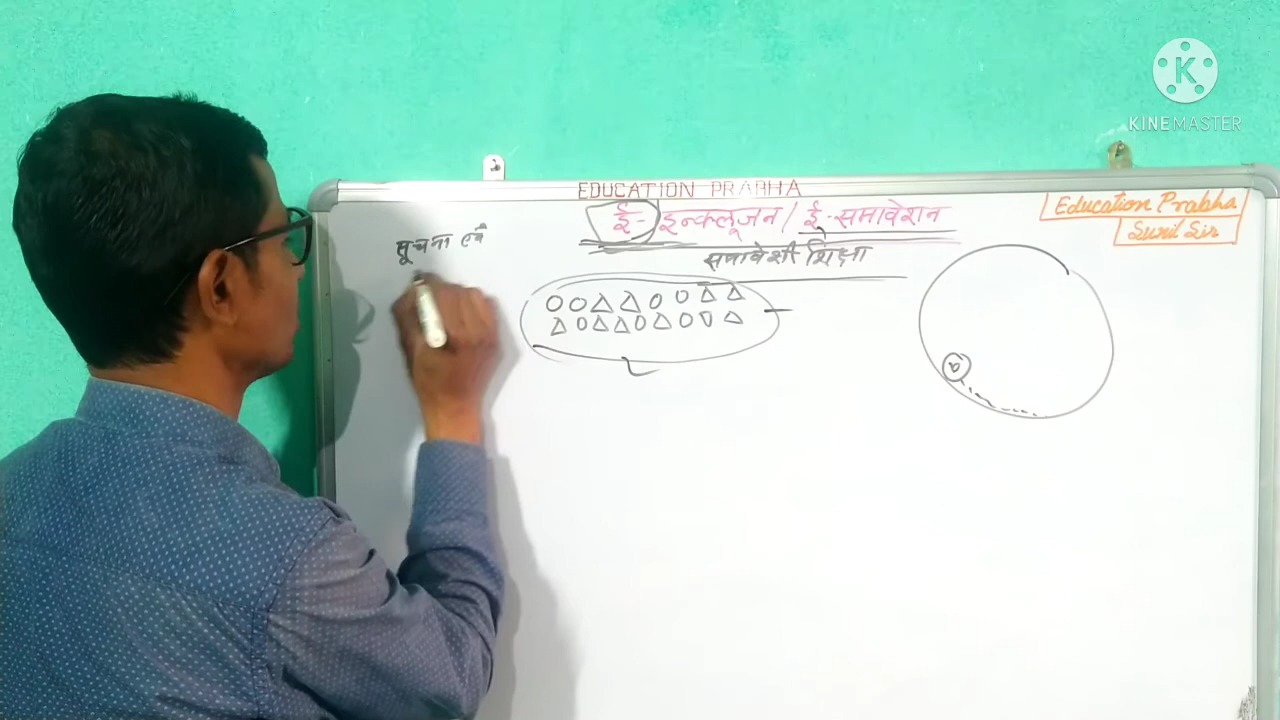 KINEMASTER
EDUCATION PRABHA
ई-इन्क्लूजन / ई-समावेशन
Education Prabha
Sunil Sir
समावेशी शिक्षा
सूचना एवं